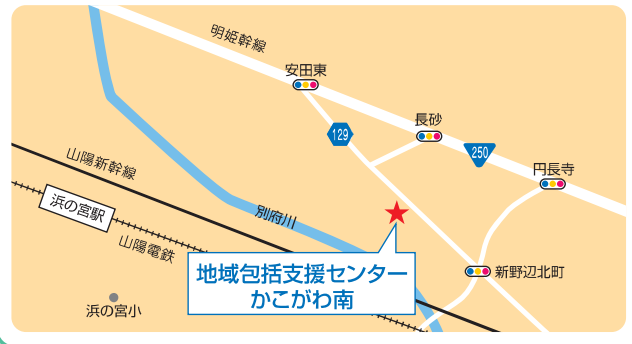 明姫幹線
安田東
長砂
129
250
円長寺
山陽新幹線
浜の宮駅
別府川
山陽電鉄
地域包括支援センター
かこがわ南
新野辺北町
浜の宮小